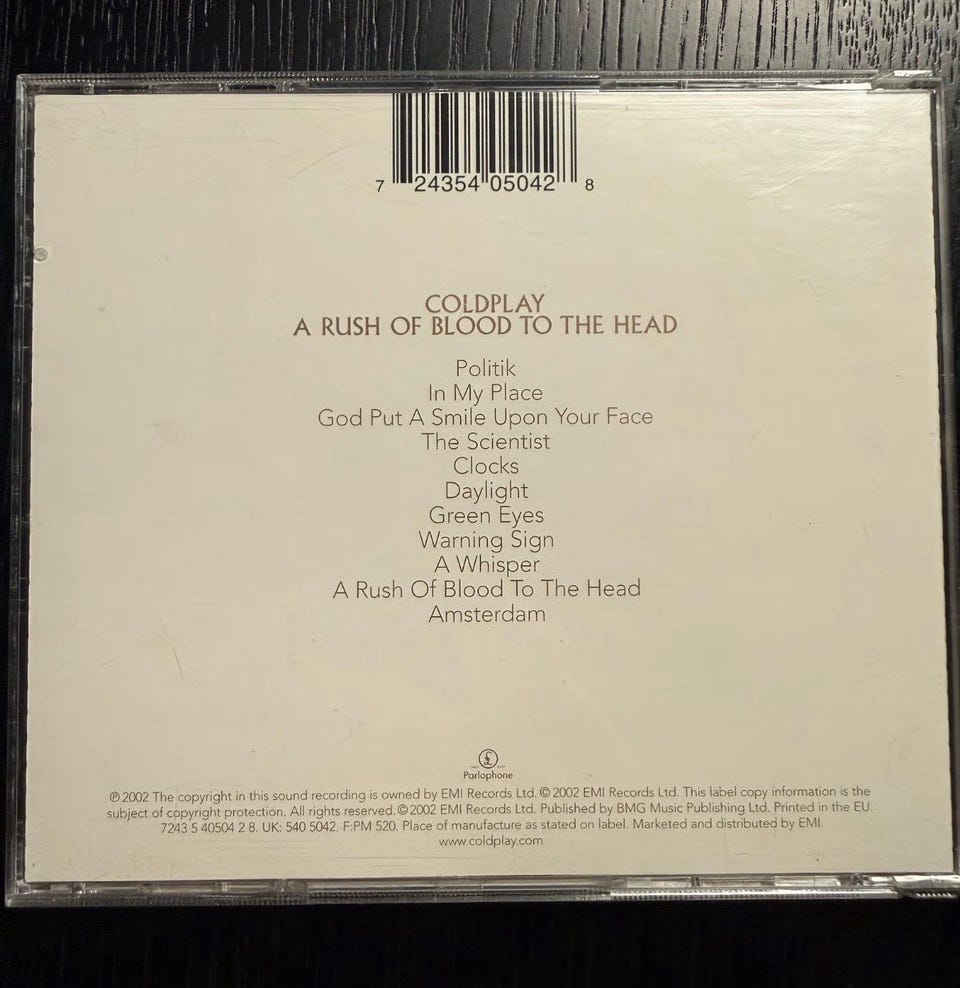 7 24354 05042 8
COLDPLAY
A RUSH OF BLOOD TO THE HEAD
Politik
In My Place
God Put A Smile Upon Your Face
The Scientist
Clocks
Daylight
Green Eyes
Warning Sign
A Whisper
A Rush Of Blood To The Head
Amsterdam
£
Parlophone
℗ 2002 The copyright in this sound recording is owned by EMI Records Ltd. © 2002 EMI Records Ltd. This label copy information is the
subject of copyright protection. All rights reserved. © 2002 EMI Records Ltd. Published by BMG Music Publishing Ltd. Printed in the EU.
7243 5 40504 2 8. UK: 540 5042. F:PM 520. Place of manufacture as stated on label. Marketed and distributed by EMI.
www.coldplay.com